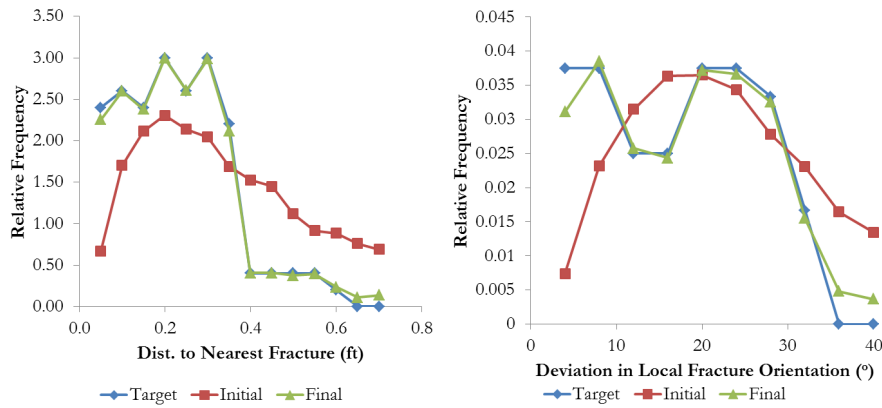 3.50
3.00
2.50
2.00
1.50
1.00
0.50
0.00
Relative Frequency
0.0 0.2 0.4 0.6 0.8
Dist. to Nearest Fracture (ft)
Target Initial Final
0.045
0.04
0.035
0.03
0.025
0.02
0.015
0.01
0.005
0
Relative Frequency
0 10 20 30 40
Deviation in Local Fracture Orientation (º)
Target Initial Final